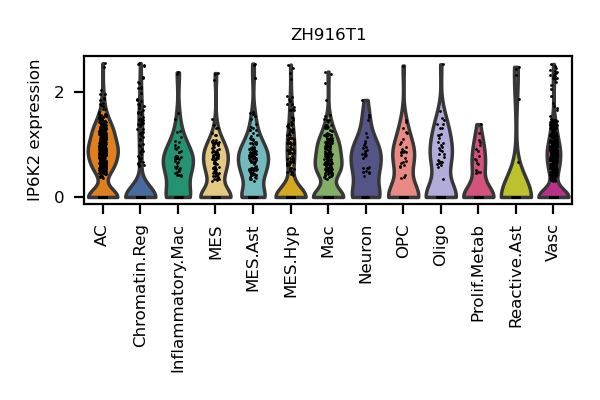 ZH916T1
IP6K2 expression
2
0
AC
Chromatin.Reg
Inflammatory.Mac
MES
MES.Ast
MES.Hyp
Mac
Neuron
OPC
Oligo
Prolif.Metab
Reactive.Ast
Vasc